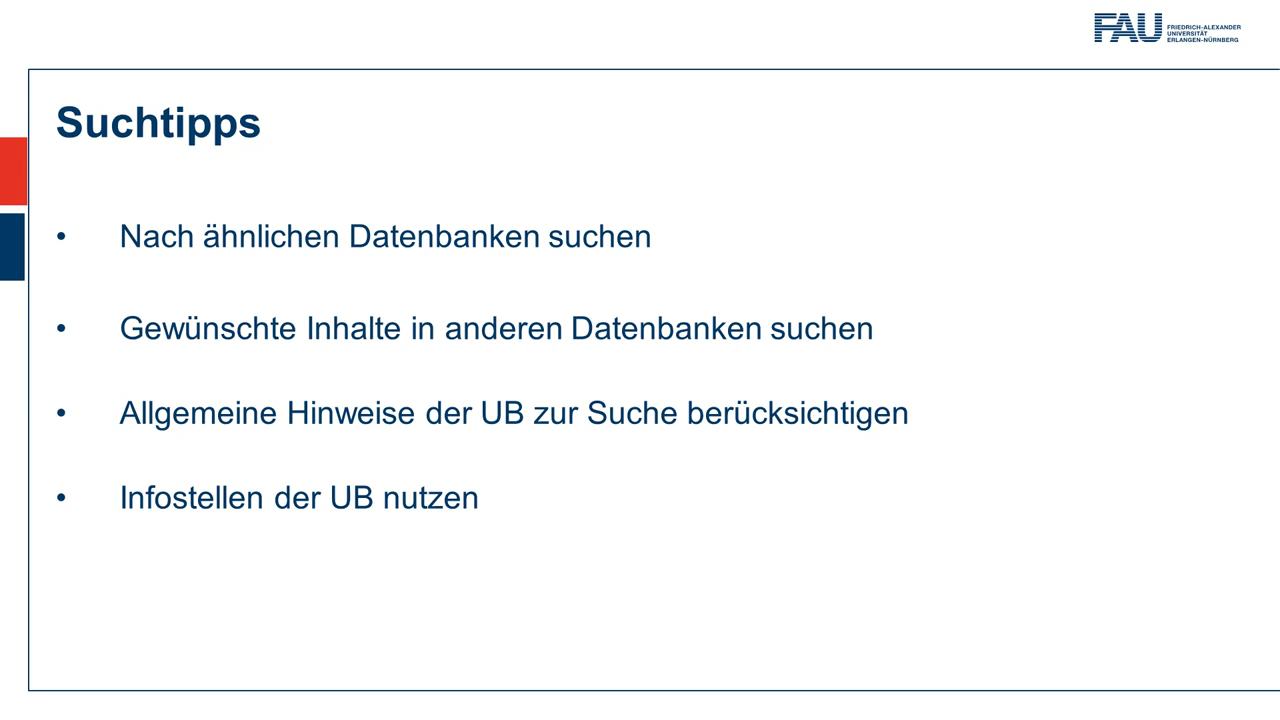 FAU
FRIEDRICH-ALEXANDER
UNIVERSITÄT
ERLANGEN-NÜRNBERG
Suchtipps
• Nach ähnlichen Datenbanken suchen
• Gewünschte Inhalte in anderen Datenbanken suchen
• Allgemeine Hinweise der UB zur Suche berücksichtigen
• Infostellen der UB nutzen